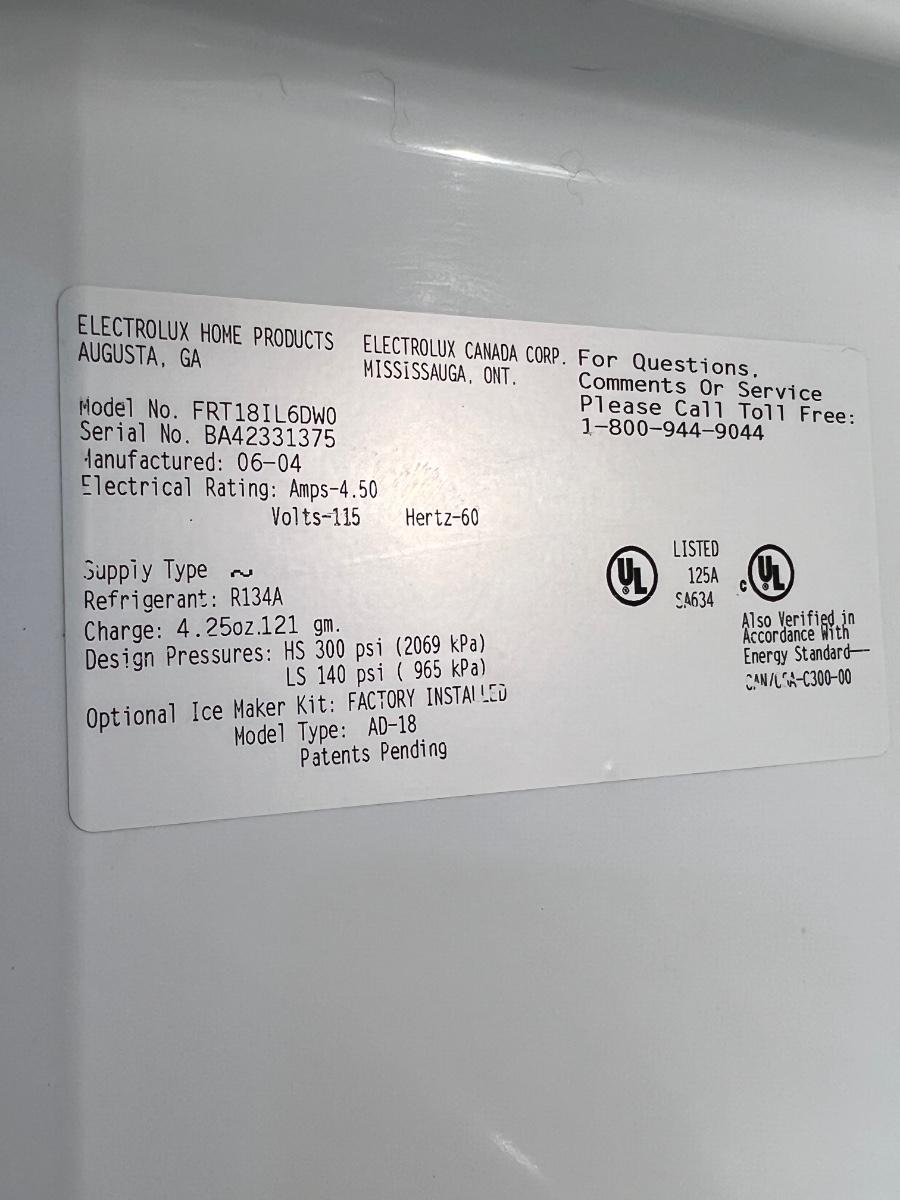 ELECTROLUX HOME PRODUCTS
AUGUSTA, GA
ELECTROLUX CANADA CORP.
MISSISSAUGA, ONT.
For Questions,
Comments Or Service
Please Call Toll Free:
1-800-944-9044
Model No. FRT18IL6DW0
Serial No. BA42331375
Manufactured: 06-04
Electrical Rating: Amps-4.50
Volts-115 Hertz-60
Supply Type ~
Refrigerant: R134A
Charge: 4.25oz.121 gm.
Design Pressures: HS 300 psi (2069 kPa)
LS 140 psi ( 965 kPa)
Optional Ice Maker Kit: FACTORY INSTALLED
Model Type: AD-18
Patents Pending
UL
LISTED
125A
SA634
c UL
Also Verified in
Accordance With
Energy Standard
CAN/CSA-C300-00